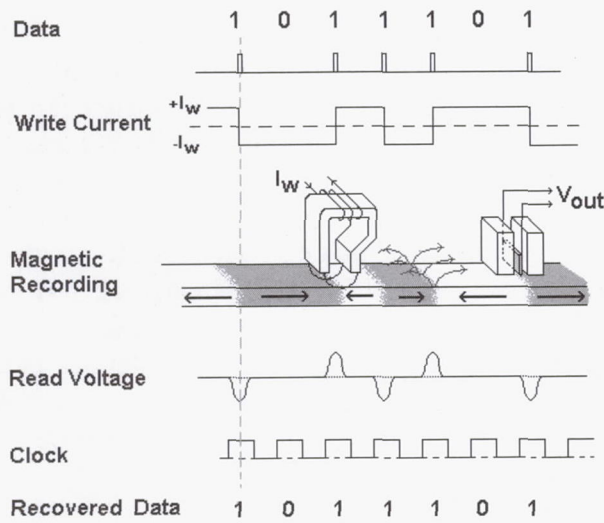 Data 1 0 1 1 1 0 1
+Iw
Write Current
-Iw
Iw
Vout
Magnetic
Recording
Read Voltage
Clock
Recovered Data 1 0 1 1 1 0 1